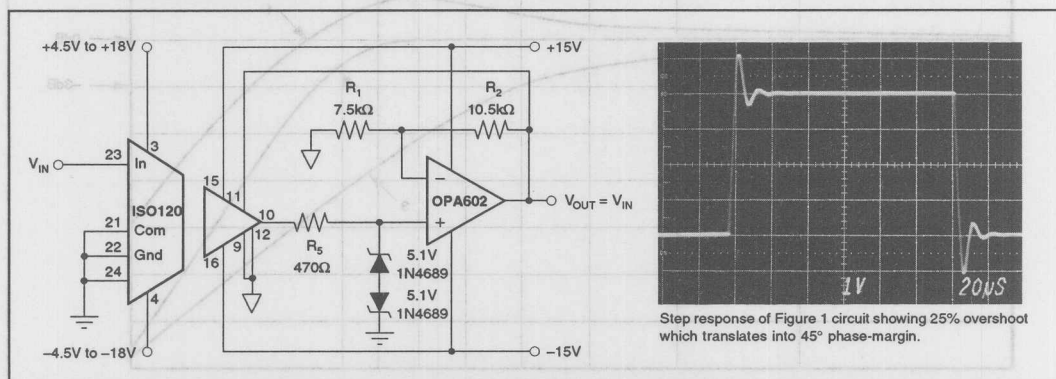 +4.5V to +18V
+15V
R1
7.5kΩ
R2
10.5kΩ
VIN
23
3
In
15
ISO120
11
OPA602
VOUT = VIN
21
Com
10
12
22
Gnd
9
R5
470Ω
24
16
5.1V
1N4689
5.1V
1N4689
4
–4.5V to –18V
–15V
1V
20µS
Step response of Figure 1 circuit showing 25% overshoot
which translates into 45° phase-margin.